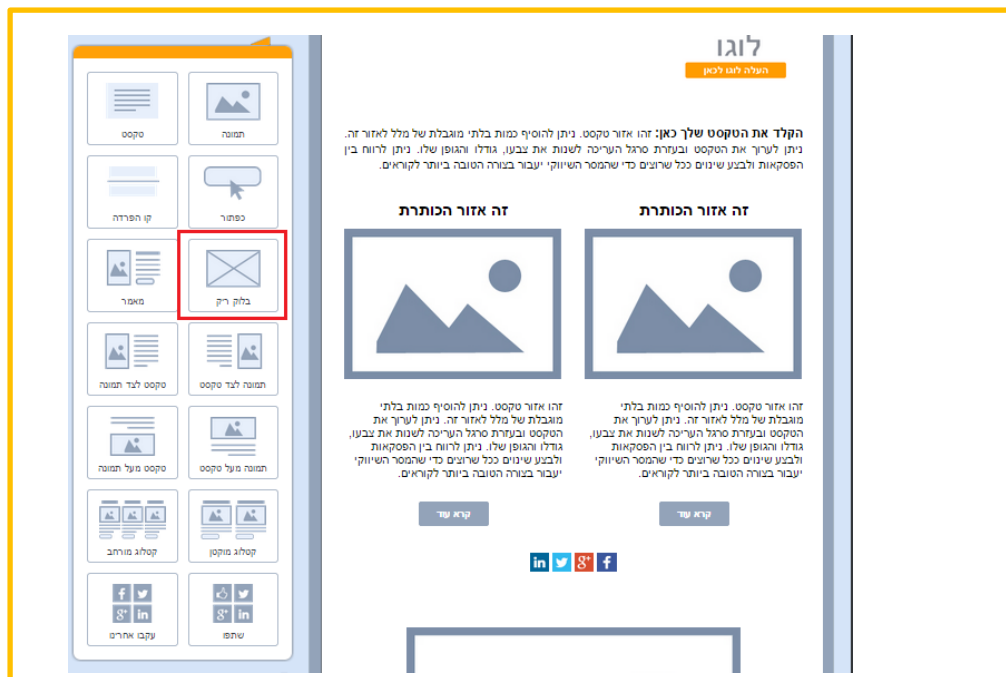 לוגו
העלה לוגו לכאן
הקלד את הטקסט שלך כאן: זהו אזור טקסט. ניתן להוסיף כמות בלתי מוגבלת של מלל לאזור זה.
ניתן לערוך את הטקסט ובעזרת סרגל העריכה לשנות את צבעו, גודלו והגופן שלו. ניתן לרווח בין
הפסקאות ולבצע שינוים ככל שרוצים כדי שהמסר השיווקי יעבור בצורה הטובה ביותר לקוראים.
זה אזור הכותרת
זהו אזור טקסט. ניתן להוסיף כמות בלתי
מוגבלת של מלל לאזור זה. ניתן לערוך את
הטקסט ובעזרת סרגל העריכה לשנות את צבעו,
גודלו והגופן שלו. ניתן לרווח בין הפסקאות
ולבצע שינוים ככל שרוצים כדי שהמסר השיווקי
יעבור בצורה הטובה ביותר לקוראים.
קרא עוד
זה אזור הכותרת
זהו אזור טקסט. ניתן להוסיף כמות בלתי
מוגבלת של מלל לאזור זה. ניתן לערוך את
הטקסט ובעזרת סרגל העריכה לשנות את צבעו,
גודלו והגופן שלו. ניתן לרווח בין הפסקאות
ולבצע שינוים ככל שרוצים כדי שהמסר השיווקי
יעבור בצורה הטובה ביותר לקוראים.
קרא עוד
in g+ f
תמונה
טקסט
כפתור
קו הפרדה
בלוק ריק
מאמר
תמונה לצד טקסט
טקסט לצד תמונה
תמונה מעל טקסט
טקסט מעל תמונה
קטלוג מוקטן
קטלוג מורחב
g+ in
שתפו
f
g+ in
עקבו אחרינו